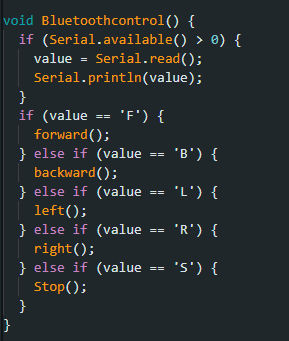 void Bluetoothcontrol() {
  if (Serial.available() > 0) {
    value = Serial.read();
    Serial.println(value);
  }
  if (value == 'F') {
    forward();
  } else if (value == 'B') {
    backward();
  } else if (value == 'L') {
    left();
  } else if (value == 'R') {
    right();
  } else if (value == 'S') {
    Stop();
  }
}